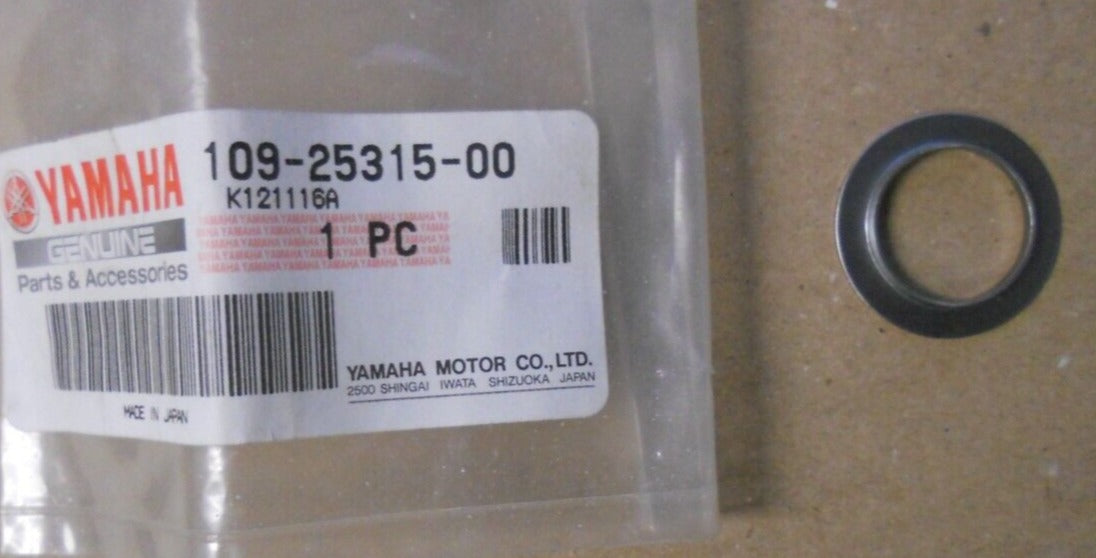 YAMAHA
GENUINE
Parts & Accessories
109-25315-00
K121116A
1 PC
YAMAHA MOTOR CO.,LTD.
2500 SHINGAI IWATA SHIZUOKA JAPAN
MADE IN JAPAN